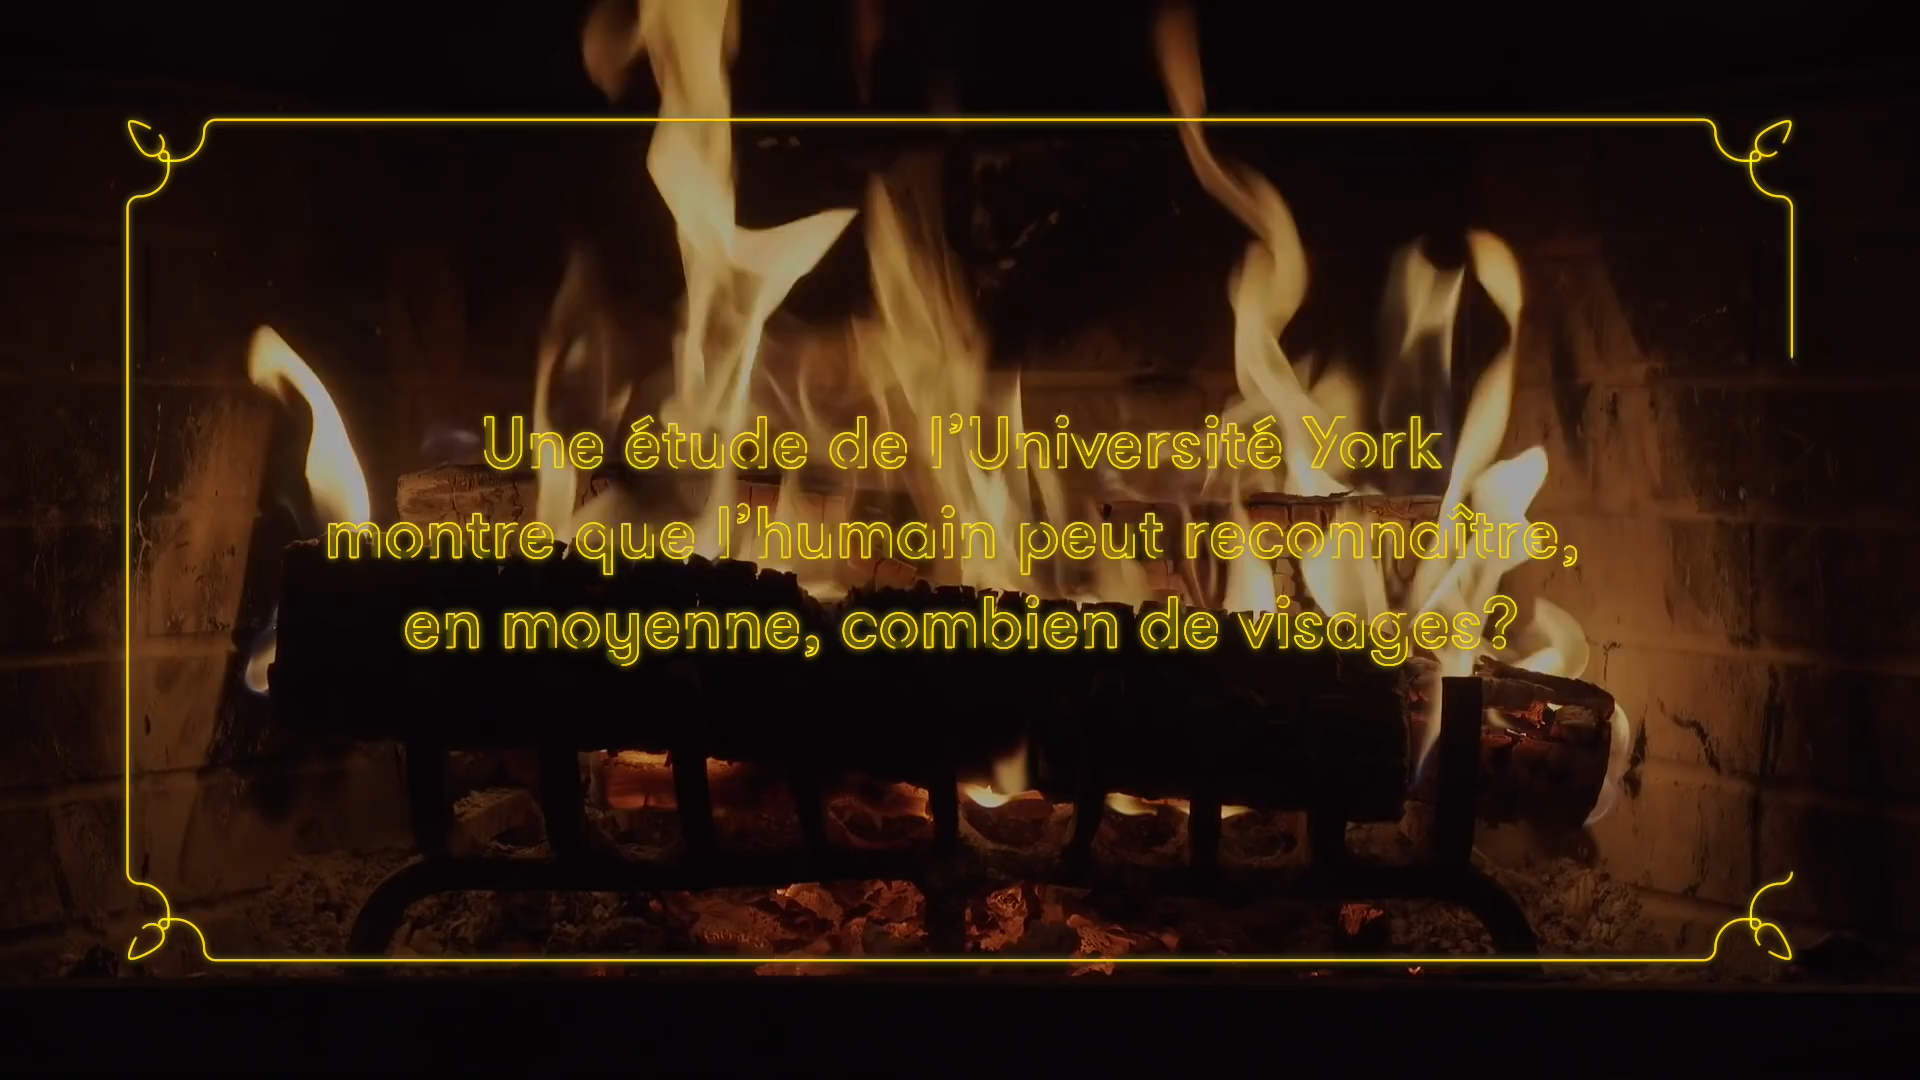 Une étude de l’Université York
montre que l’humain peut reconnaître,
en moyenne, combien de visages?